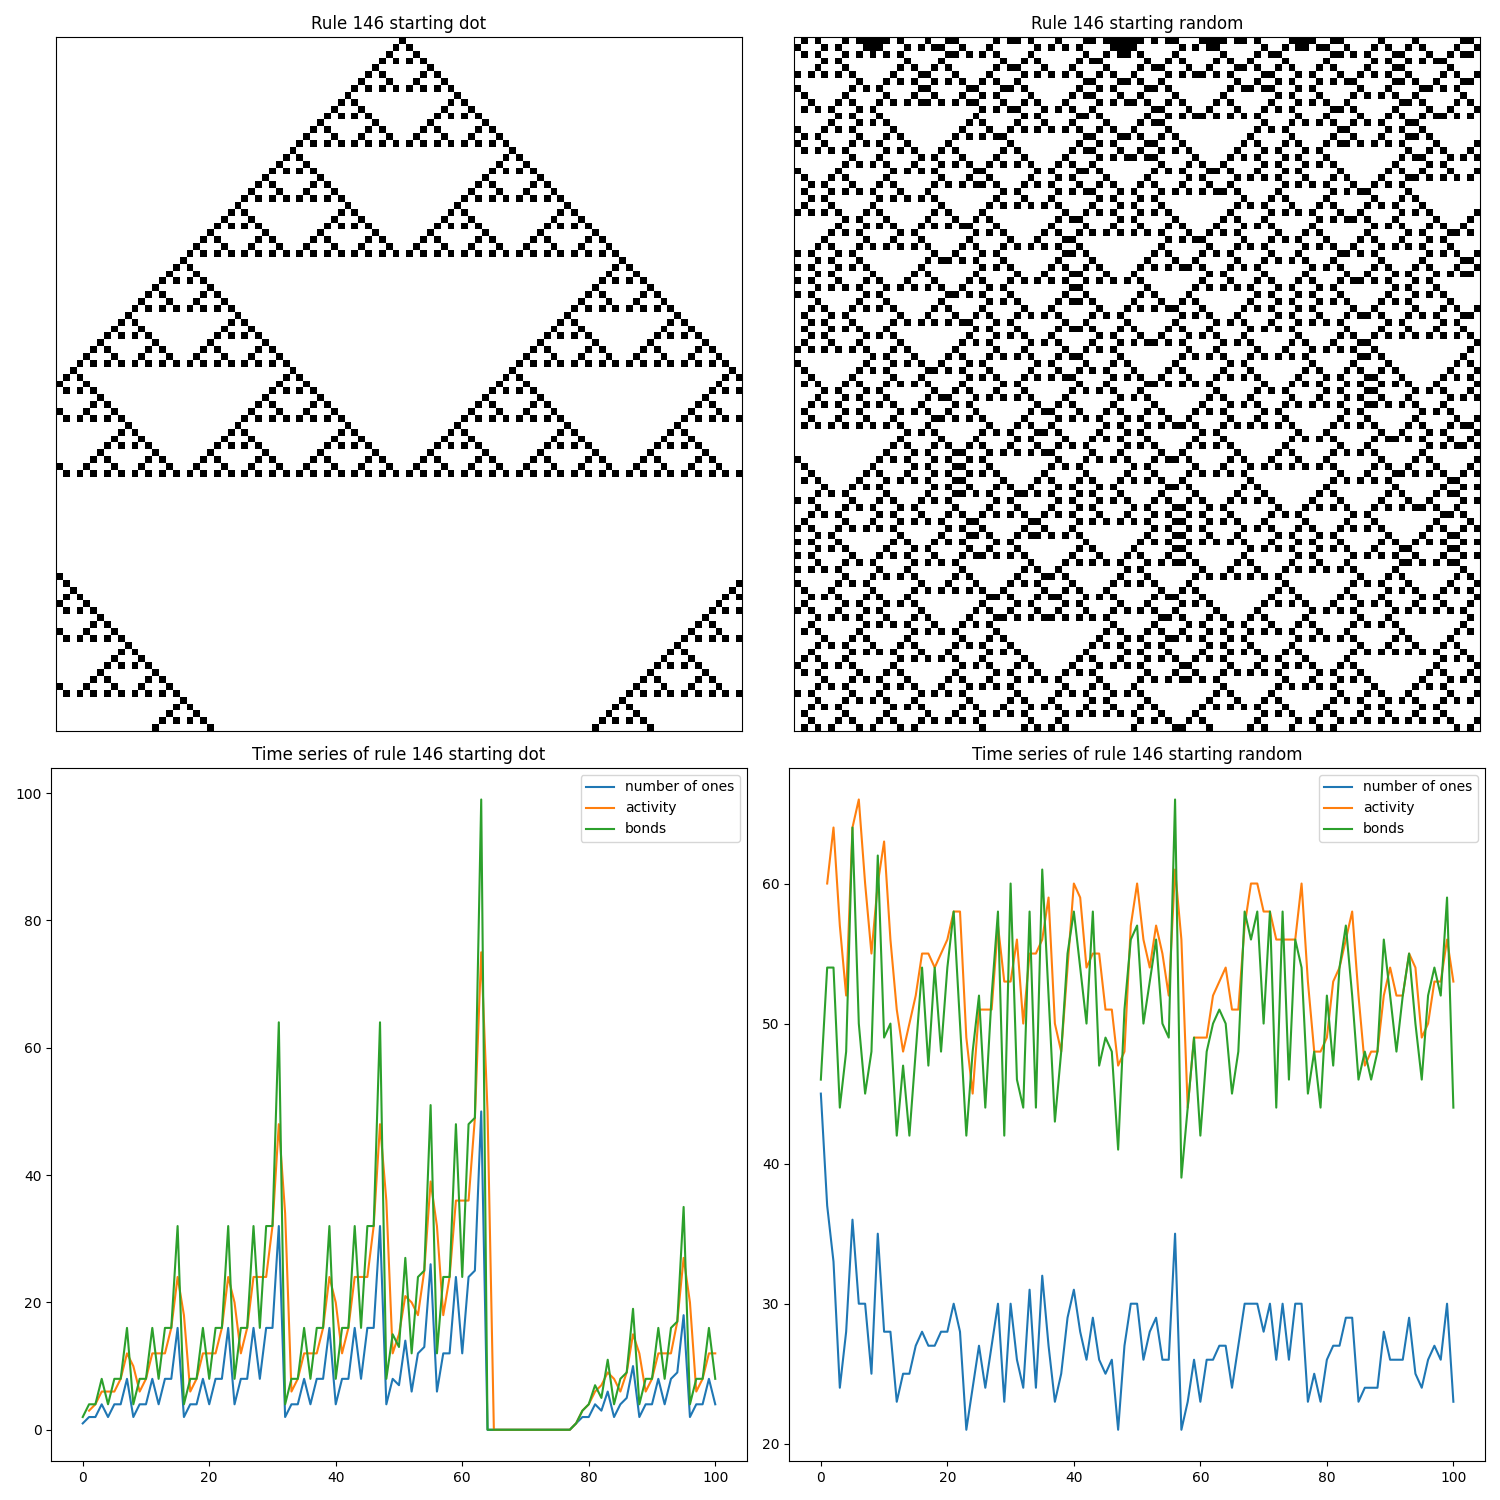 Rule 146 starting dot
Rule 146 starting random
Time series of rule 146 starting dot
number of ones
activity
bonds
100
80
60
40
20
0
0 20 40 60 80 100
Time series of rule 146 starting random
number of ones
activity
bonds
60
50
40
30
20
0 20 40 60 80 100